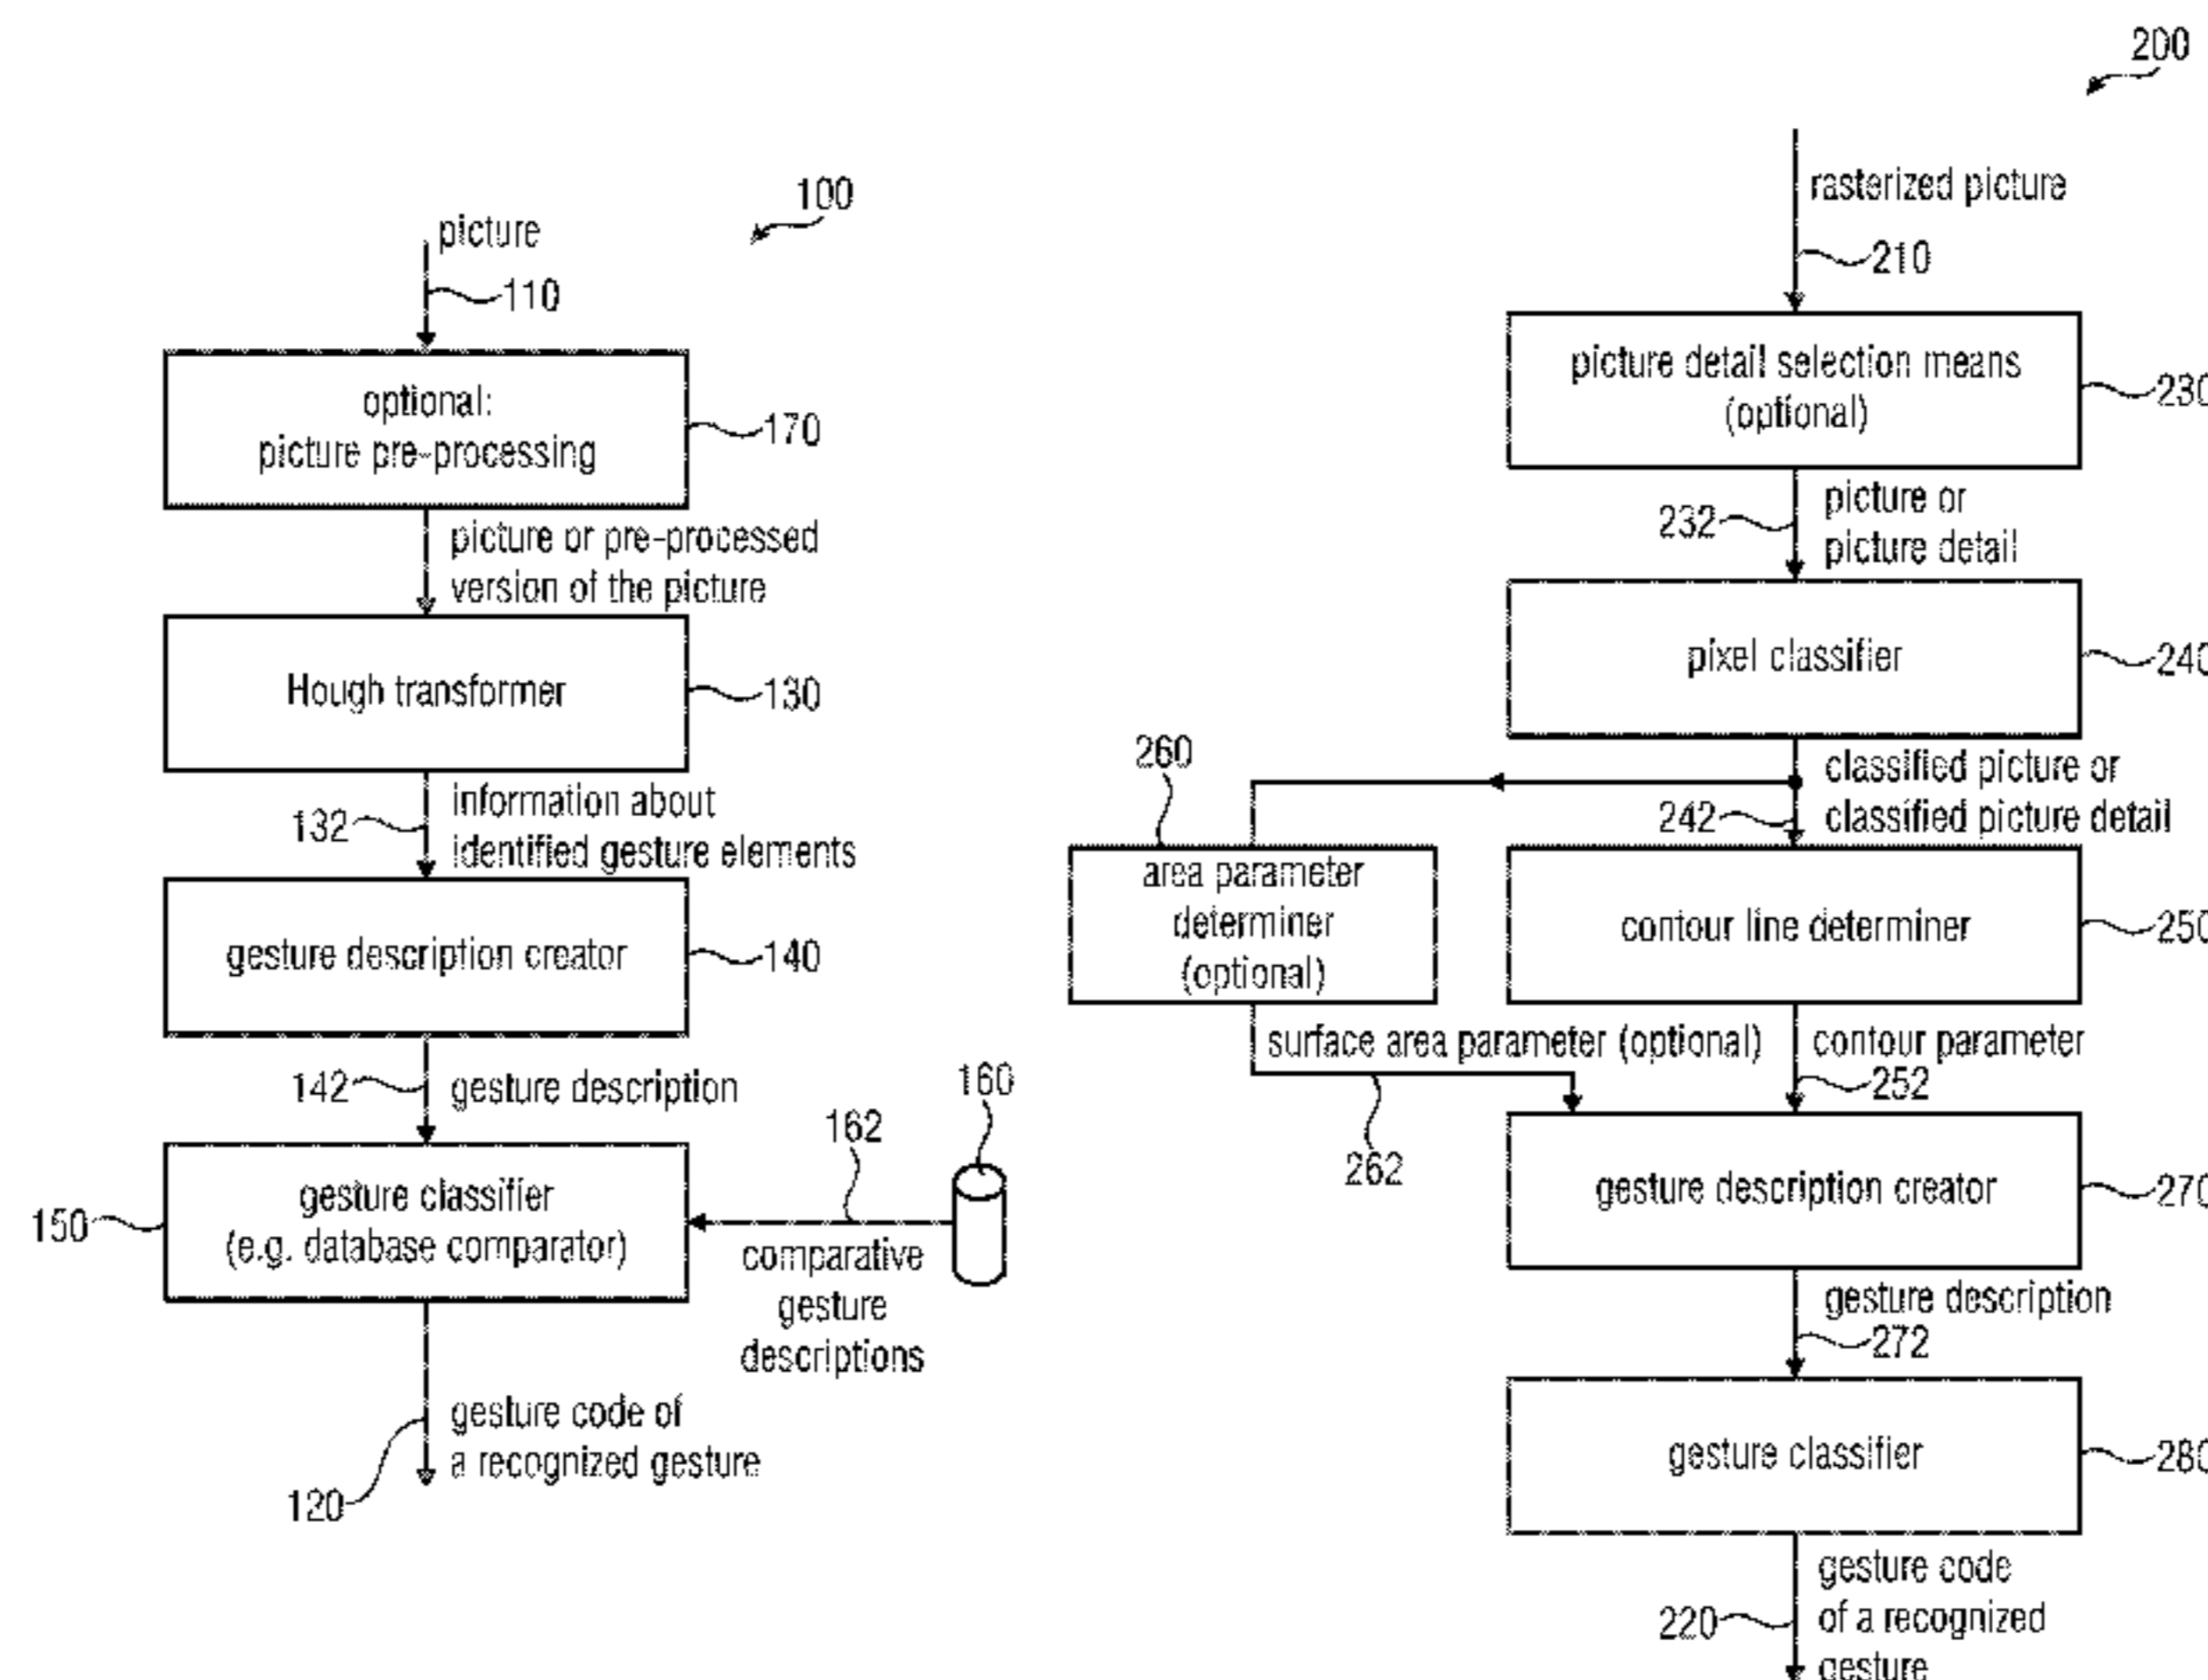 100
picture
110
optional:
picture pre-processing
170
picture or pre-processed
version of the picture
Hough transformer
130
132
information about
identified gesture elements
gesture description creator
140
142
gesture description
160
162
150
gesture classifier
(e.g. database comparator)
comparative
gesture
descriptions
120
gesture code of
a recognized gesture
200
rasterized picture
210
picture detail selection means
(optional)
230
232
picture or
picture detail
pixel classifier
240
260
classified picture or
242
classified picture detail
area parameter
determiner
(optional)
contour line determiner
250
surface area parameter (optional)
contour parameter
252
262
gesture description creator
270
gesture description
272
gesture classifier
280
220
gesture code
of a recognized
gesture